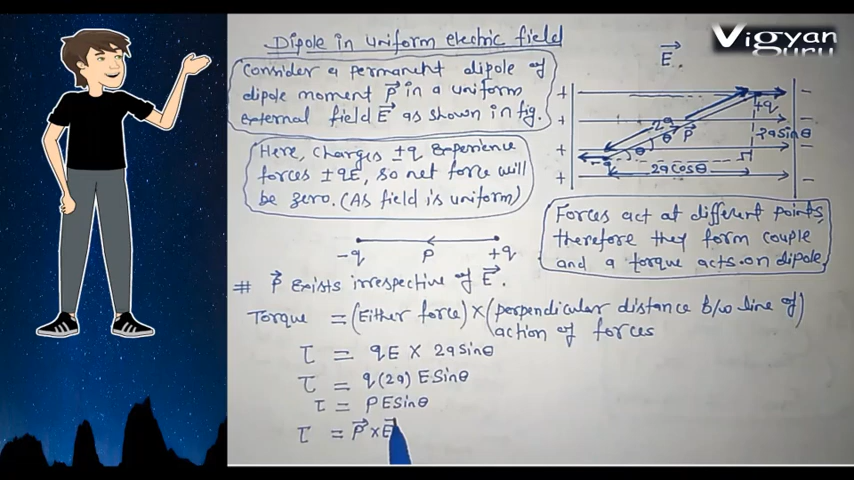 Vigyan
Guru
Dipole in uniform electric field
Consider a permanent dipole of
dipole moment P⃗ in a uniform
external field E⃗ as shown in fig.
Here, charges ±q experience
forces ±qE, so net force will
be zero. (As field is uniform)
E⃗.
+ −
+q
+ −
2a
θ P⃗
2a sinθ
+ θ −
-q
2a cosθ
+ −
Forces act at different points,
therefore they form couple
and a torque acts on dipole.
-q P +q
# P⃗ exists irrespective of E⃗.
Torque = (Either force) × (perpendicular distance b/w line of
action of forces)
τ = qE × 2a sinθ
τ = q(2a) E sinθ
τ = PE sinθ
τ = P⃗ × E⃗